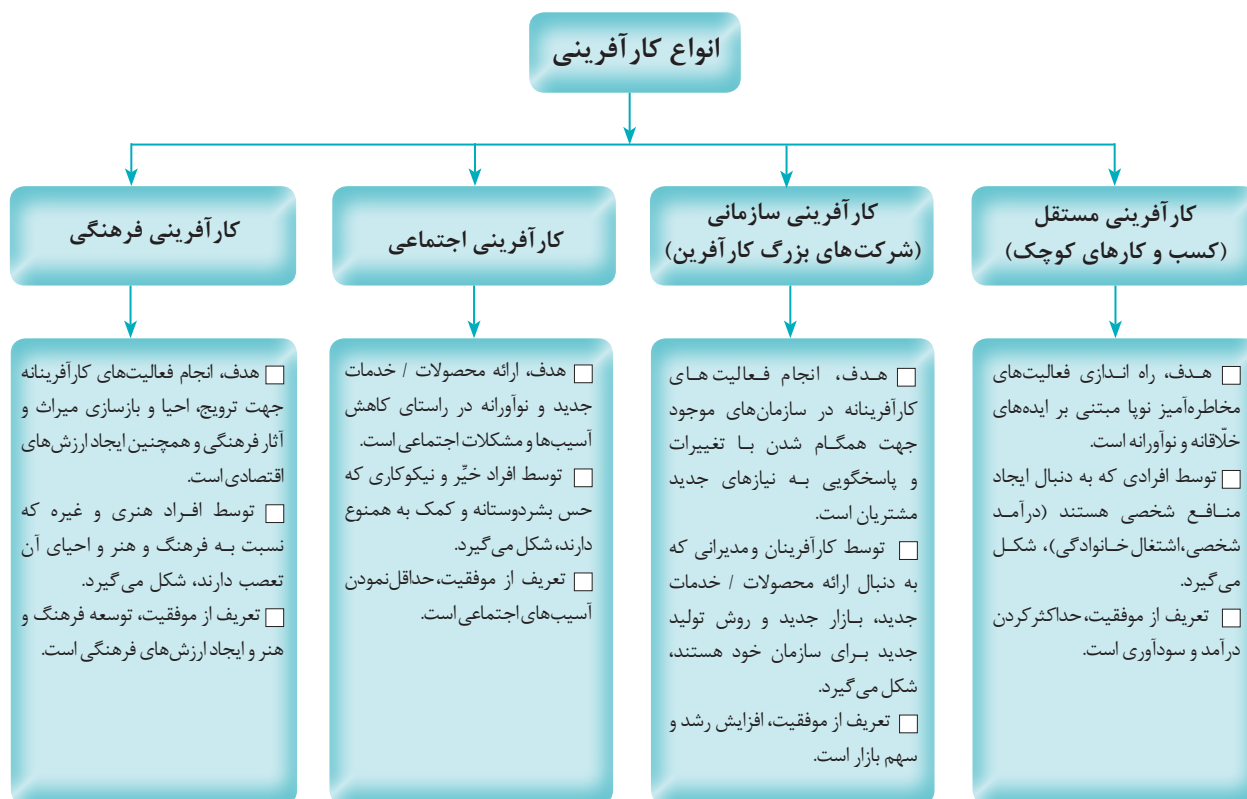 انواع کارآفرینی
کارآفرینی مستقل
(کسب و کارهای کوچک)
کارآفرینی سازمانی
(شرکت‌های بزرگ کارآفرین)
کارآفرینی اجتماعی
کارآفرینی فرهنگی
□ هدف، راه اندازی فعالیت‌های
مخاطره‌آمیز نوپا مبتنی بر ایده‌های
خلّاقانه و نوآورانه است.
□ توسط افرادی که به دنبال ایجاد
منافع شخصی هستند (درآمد
شخصی،اشتغال خانوادگی)، شکل
می‌گیرد.
□ تعریف از موفقیت،حداکثر کردن
درآمد و سودآوری است.
□ هدف، انجام فعالیت‌های
کارآفرینانه در سازمان‌های موجود
جهت همگام شدن با تغییرات
و پاسخگویی به نیازهای جدید
مشتریان است.
□ توسط کارآفرینان و مدیرانی که
به دنبال ارائه محصولات / خدمات
جدید، بازار جدید و روش تولید
جدید برای سازمان خود هستند،
شکل می‌گیرد.
□ تعریف از موفقیت، افزایش رشد و
سهم بازار است.
□ هدف، ارائه محصولات / خدمات
جدید و نوآورانه در راستای کاهش
آسیب‌ها و مشکلات اجتماعی است.
□ توسط افراد خیِّر و نیکوکاری که
حس بشردوستانه و کمک به همنوع
دارند، شکل می‌گیرد.
□ تعریف از موفقیت،حداقل‌نمودن
آسیب‌های اجتماعی است.
□ هدف، انجام فعالیت‌های کارآفرینانه
جهت ترویج، احیا و بازسازی میراث و
آثار فرهنگی و همچنین ایجاد ارزش‌های
اقتصادی است.
□ توسط افراد هنری و غیره که
نسبت به فرهنگ و هنر و احیای آن
تعصب دارند، شکل می‌گیرد.
□ تعریف از موفقیت، توسعه فرهنگ و
هنر و ایجاد ارزش‌های فرهنگی است.